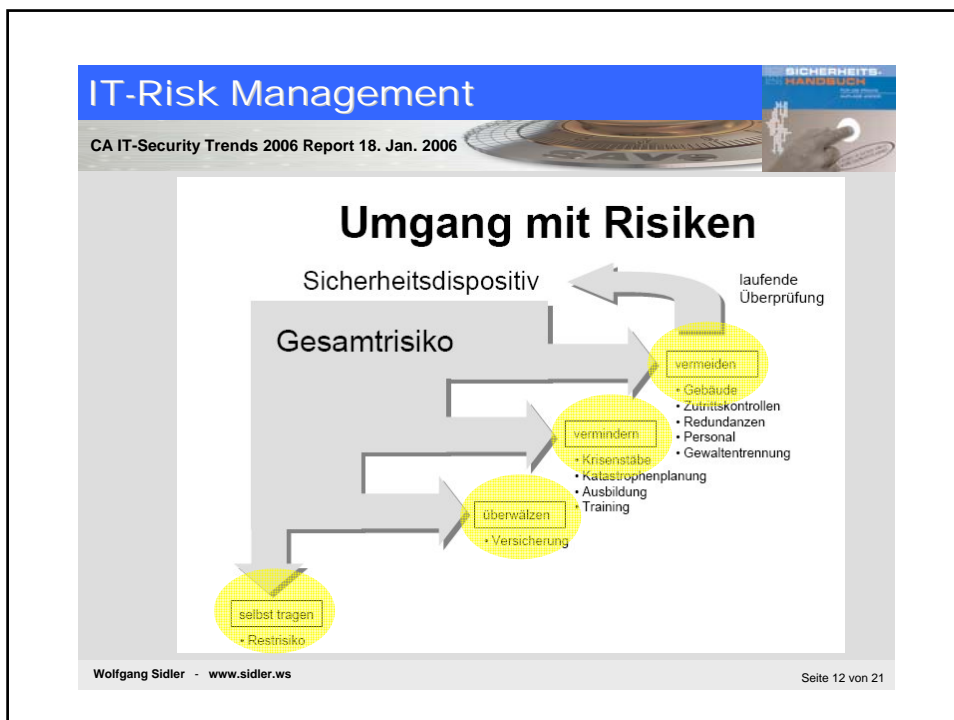 IT-Risk Management
SICHERHEITS-
HANDBUCH
CA IT-Security Trends 2006 Report 18. Jan. 2006
Umgang mit Risiken
Sicherheitsdispositiv
laufende
Überprüfung
Gesamtrisiko
vermeiden
• Gebäude
• Zutrittskontrollen
• Redundanzen
• Personal
• Gewaltentrennung
vermindern
• Krisenstäbe
• Katastrophenplanung
• Ausbildung
• Training
überwälzen
• Versicherung
selbst tragen
• Restrisiko
Wolfgang Sidler - www.sidler.ws
Seite 12 von 21